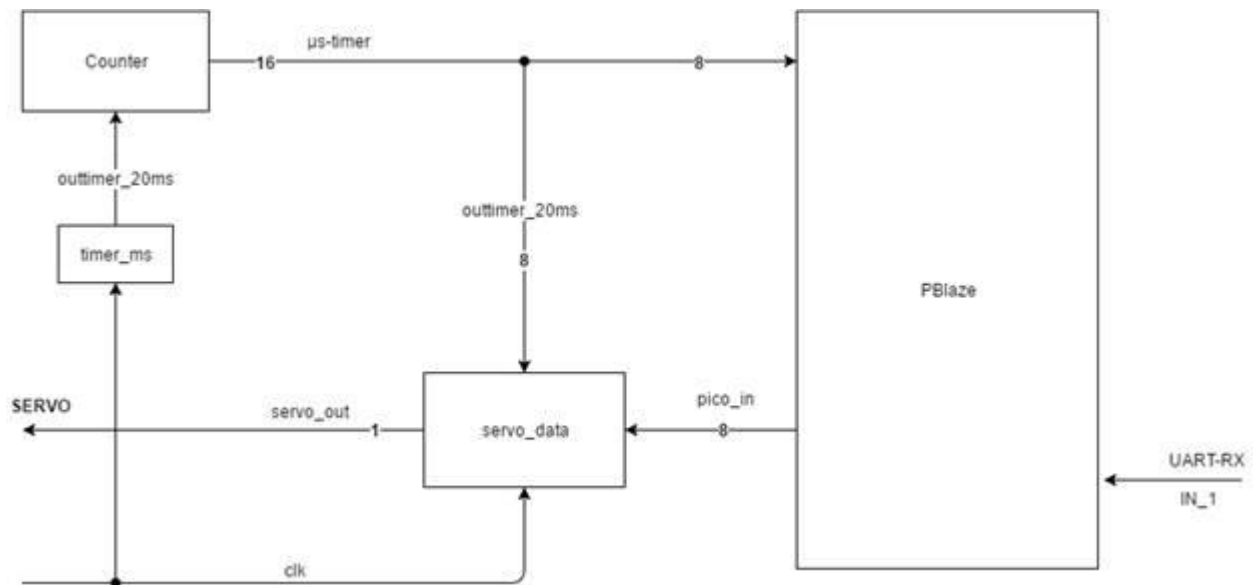 µs-timer
Counter
16
8
outtimer_20ms
outtimer_20ms
timer_ms
8
PBlaze
SERVO
servo_out
pico_in
1
servo_data
8
UART-RX
IN_1
clk